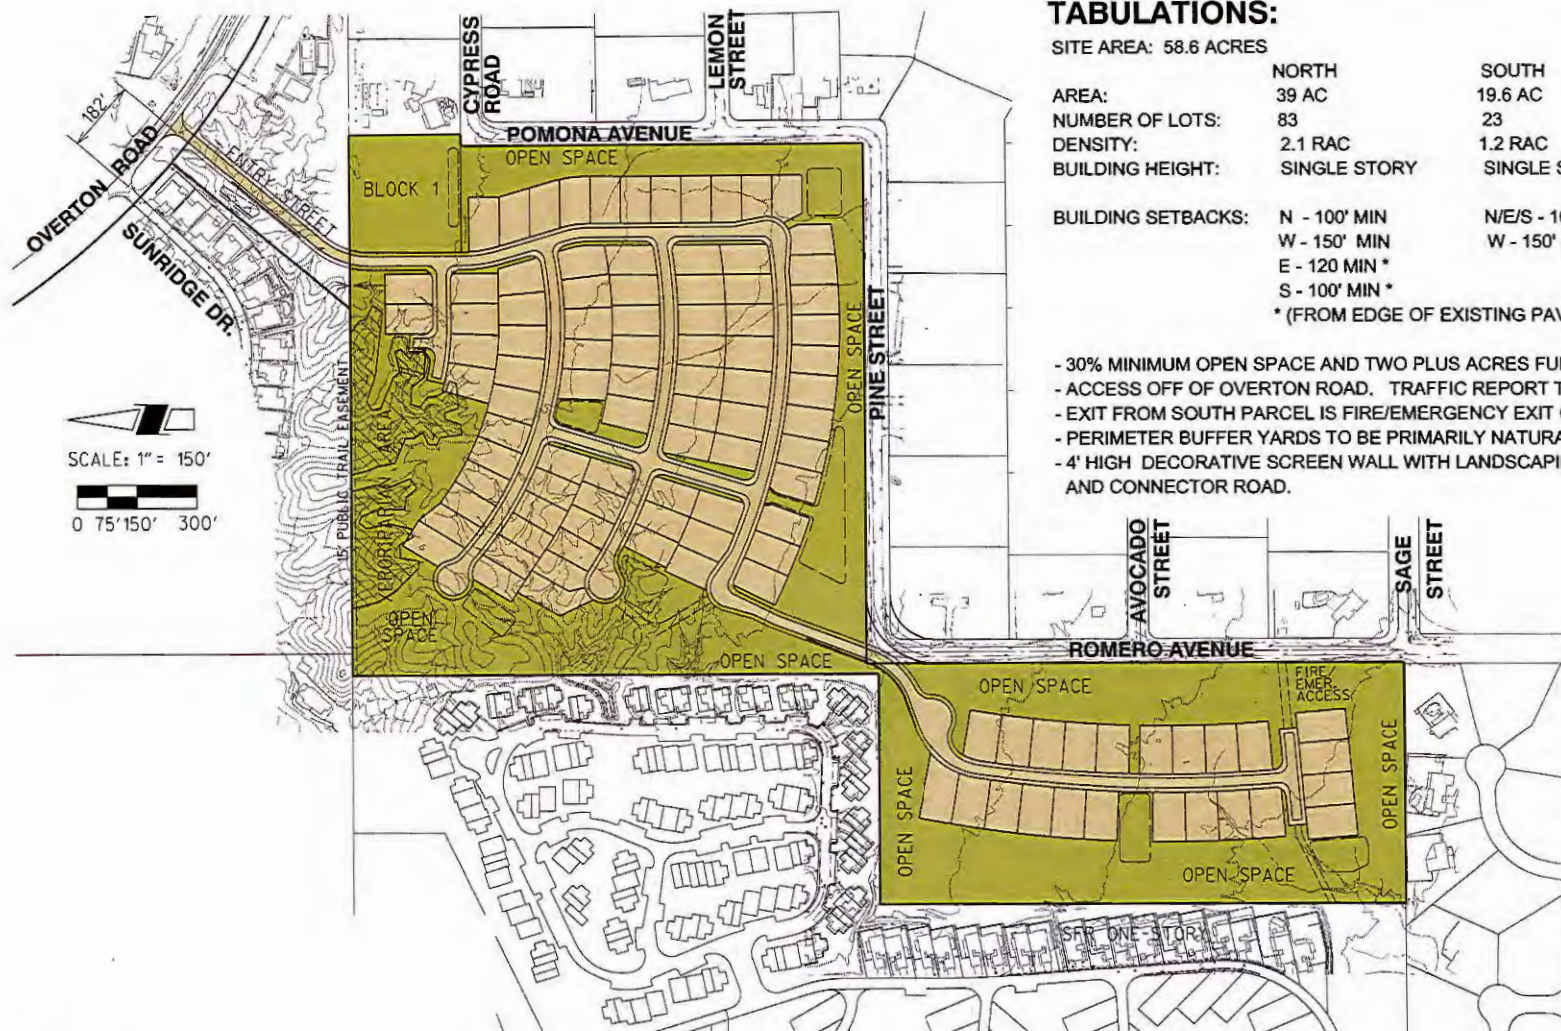 TABULATIONS:
SITE AREA: 58.6 ACRES
NORTH SOUTH
AREA: 39 AC 19.6 AC
NUMBER OF LOTS: 83 23
DENSITY: 2.1 RAC 1.2 RAC
BUILDING HEIGHT: SINGLE STORY SINGLE S
BUILDING SETBACKS: N - 100' MIN N/E/S - 10
W - 150' MIN W - 150'
E - 120 MIN *
S - 100' MIN *
* (FROM EDGE OF EXISTING PAV
- 30% MINIMUM OPEN SPACE AND TWO PLUS ACRES FU
- ACCESS OFF OF OVERTON ROAD. TRAFFIC REPORT T
- EXIT FROM SOUTH PARCEL IS FIRE/EMERGENCY EXIT
- PERIMETER BUFFER YARDS TO BE PRIMARILY NATURA
- 4' HIGH DECORATIVE SCREEN WALL WITH LANDSCAPI
AND CONNECTOR ROAD.
CYPRESS
ROAD
LEMON
STREET
182'
POMONA AVENUE
OPEN SPACE
BLOCK 1
OVERTON ROAD
ENTRY STREET
SUNRIDGE DR.
PINE STREET
OPEN SPACE
15' PUBLIC TRAIL EASEMENT
RIPARIAN AREA
SCALE: 1" = 150'
0 75' 150' 300'
OPEN
SPACE
OPEN SPACE
AVOCADO
STREET
SAGE
STREET
ROMERO AVENUE
OPEN SPACE
FIRE/
EMER.
ACCESS
OPEN SPACE
OPEN SPACE
OPEN SPACE
SFR ONE-STORY